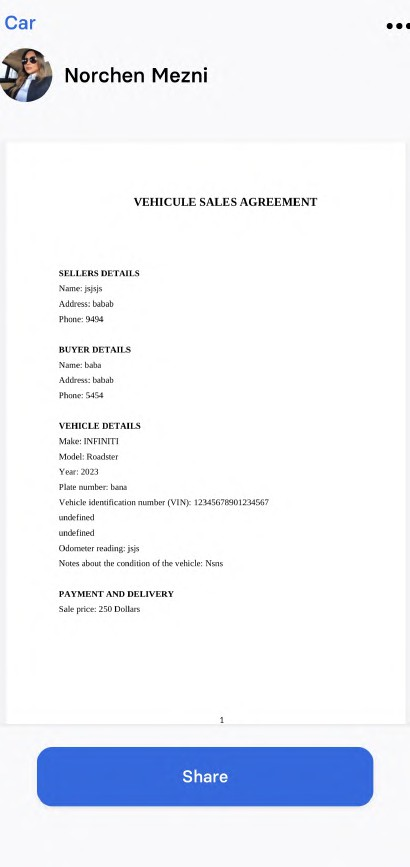 Car
Norchen Mezni
VEHICULE SALES AGREEMENT
SELLERS DETAILS
Name: jsjsjs
Address: babab
Phone: 9494
BUYER DETAILS
Name: baba
Address: babab
Phone: 5454
VEHICLE DETAILS
Make: INFINITI
Model: Roadster
Year: 2023
Plate number: bana
Vehicle identification number (VIN): 12345678901234567
undefined
undefined
Odometer reading: jsjs
Notes about the condition of the vehicle: Nsns
PAYMENT AND DELIVERY
Sale price: 250 Dollars
1
Share